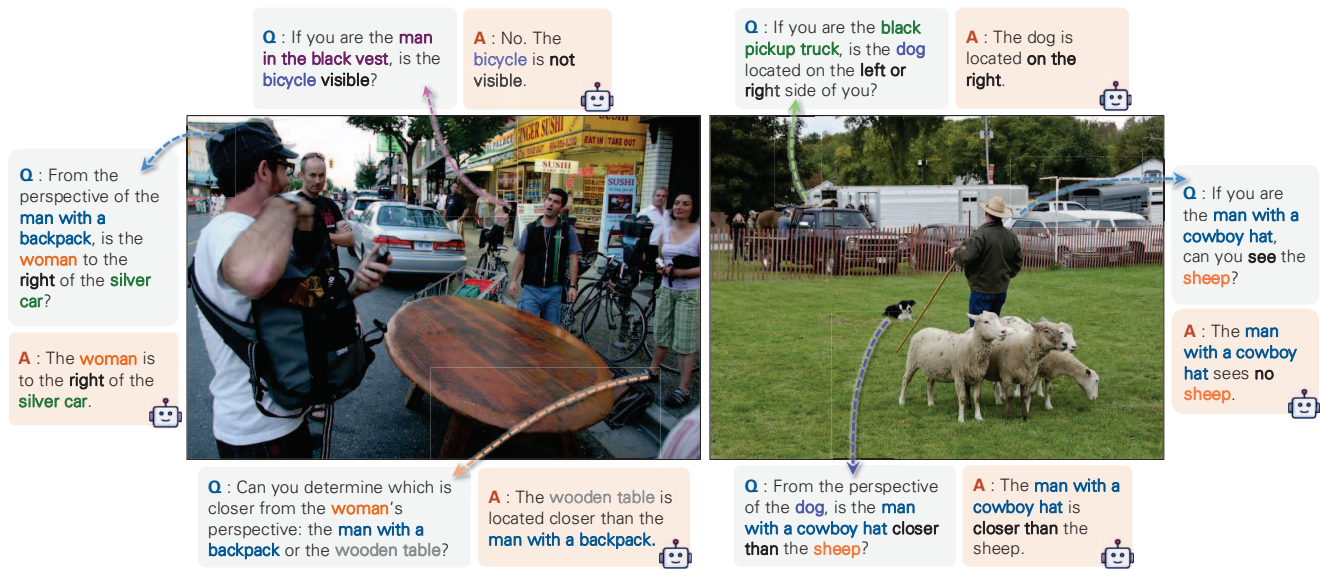 Q : If you are the man
in the black vest, is the
bicycle visible?
A : No. The
bicycle is not
visible.
Q : If you are the black
pickup truck, is the dog
located on the left or
right side of you?
A : The dog is
located on the
right.
Q : From the
perspective of the
man with a
backpack, is the
woman to the
right of the silver
car?
A : The woman is
to the right of the
silver car.
GINGER SUSHI
SUSHI
EAT IN / TAKE OUT
SUSHI
SUSHI
Q : If you are
the man with a
cowboy hat,
can you see the
sheep?
A : The man
with a cowboy
hat sees no
sheep.
Q : Can you determine which is
closer from the woman's
perspective: the man with a
backpack or the wooden table?
A : The wooden table is
located closer than the
man with a backpack.
Q : From the perspective
of the dog, is the man
with a cowboy hat closer
than the sheep?
A : The man with a
cowboy hat is
closer than the
sheep.